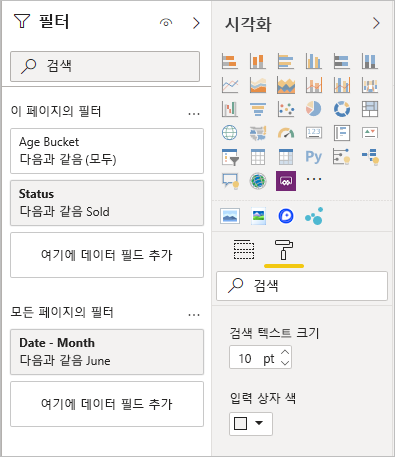 필터
검색
이 페이지의 필터
Age Bucket
다음과 같음 (모두)
Status
다음과 같음 Sold
여기에 데이터 필드 추가
모든 페이지의 필터
Date - Month
다음과 같음 June
여기에 데이터 필드 추가
시각화
123
Py
검색
검색 텍스트 크기
10 pt
입력 상자 색